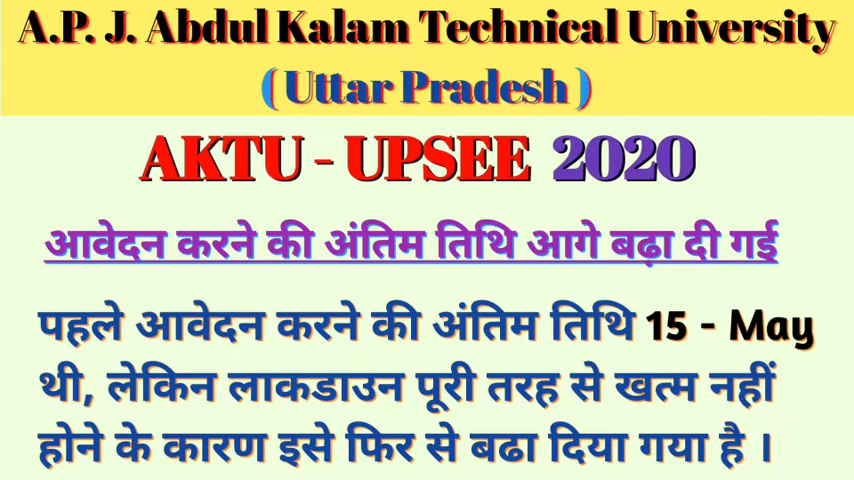 A.P. J. Abdul Kalam Technical University
( Uttar Pradesh )
AKTU - UPSEE 2020
आवेदन करने की अंतिम तिथि आगे बढ़ा दी गई
पहले आवेदन करने की अंतिम तिथि 15 - May
थी, लेकिन लाकडाउन पूरी तरह से खत्म नहीं
होने के कारण इसे फिर से बढा दिया गया है ।